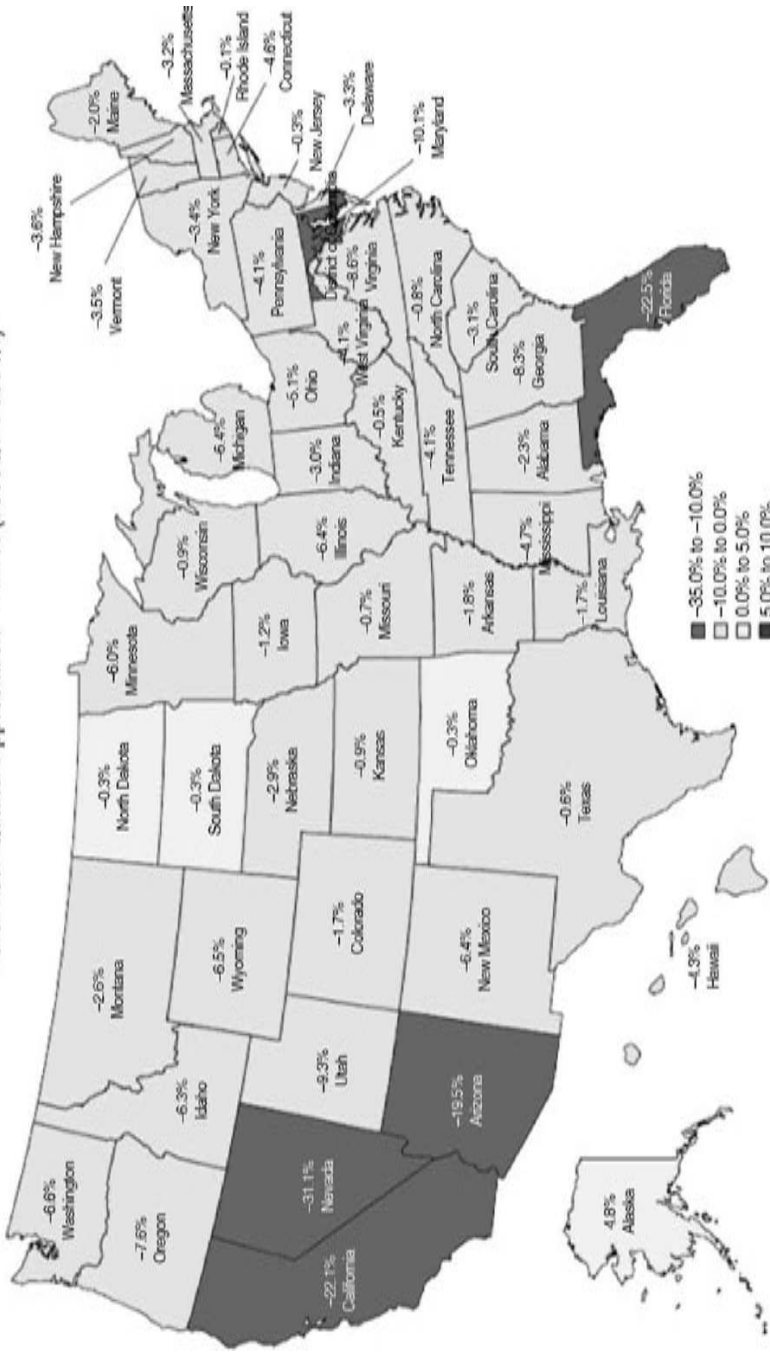 -6.6%
Washington
-7.6%
Oregon
-22.1%
California
-31.1%
Nevada
-6.3%
Idaho
-2.6%
Montana
-6.5%
Wyoming
-9.3%
Utah
-19.5%
Arizona
-1.7%
Colorado
-6.4%
New Mexico
-0.3%
North Dakota
-0.3%
South Dakota
-2.9%
Nebraska
-0.9%
Kansas
-0.3%
Oklahoma
-0.6%
Texas
-6.0%
Minnesota
-1.2%
Iowa
-0.7%
Missouri
-1.8%
Arkansas
-1.7%
Louisiana
-0.9%
Wisconsin
-6.4%
Illinois
-6.4%
Michigan
-3.0%
Indiana
-5.1%
Ohio
-0.5%
Kentucky
-4.1%
Tennessee
-4.7%
Mississippi
-2.3%
Alabama
-8.3%
Georgia
-22.5%
Florida
-3.1%
South Carolina
-0.8%
North Carolina
-8.6%
Virginia
-4.1%
West Virginia
District of
-4.1%
Pennsylvania
-3.4%
New York
-3.5%
Vermont
-3.6%
New Hampshire
-2.0%
Maine
-3.2%
Massachusetts
-0.1%
Rhode Island
-4.6%
Connecticut
-0.3%
New Jersey
-3.3%
Delaware
-10.1%
Maryland
4.8%
Alaska
-4.3%
Hawaii
-35.0% to -10.0%
-10.0% to 0.0%
0.0% to 5.0%
5.0% to 10.0%